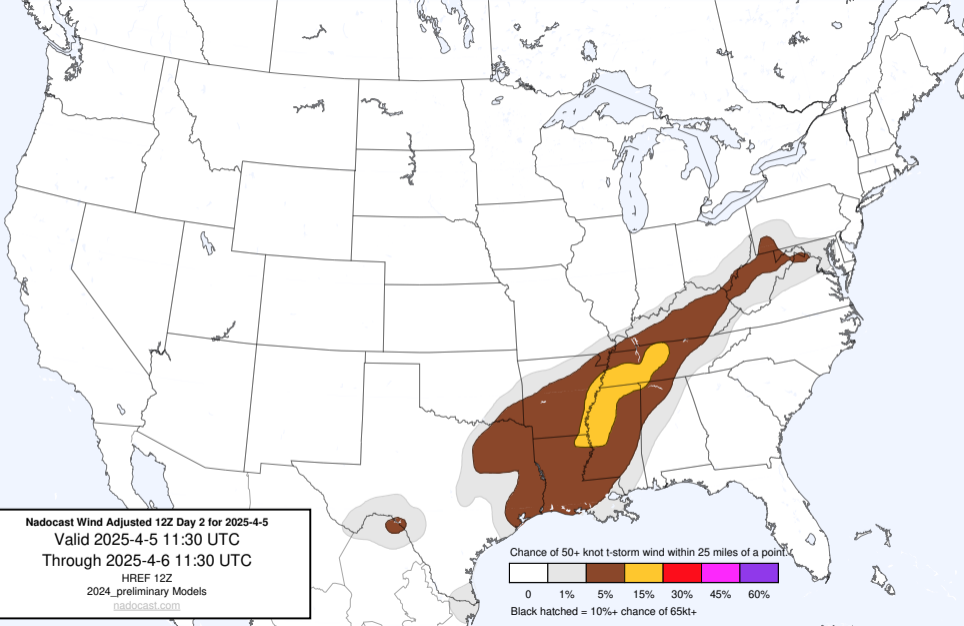 Nadocast Wind Adjusted 12Z Day 2 for 2025-4-5
Valid 2025-4-5 11:30 UTC
Through 2025-4-6 11:30 UTC
HREF 12Z
2024_preliminary Models
nadocast.com
Chance of 50+ knot t-storm wind within 25 miles of a point.
0 1% 5% 15% 30% 45% 60%
Black hatched = 10%+ chance of 65kt+